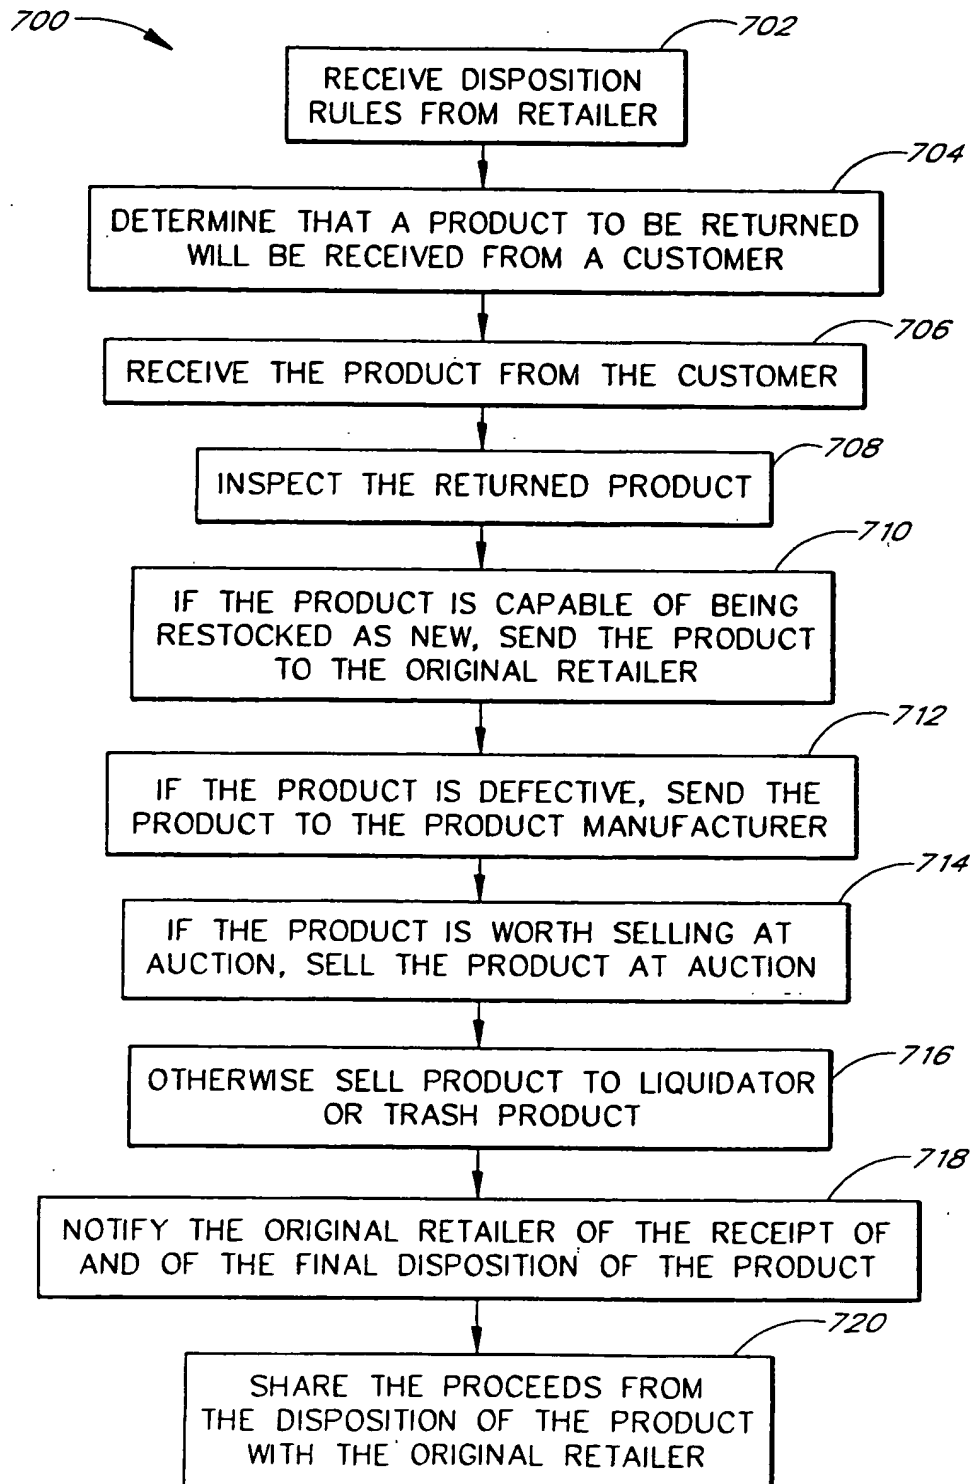 700
702
RECEIVE DISPOSITION
RULES FROM RETAILER
704
DETERMINE THAT A PRODUCT TO BE RETURNED
WILL BE RECEIVED FROM A CUSTOMER
706
RECEIVE THE PRODUCT FROM THE CUSTOMER
708
INSPECT THE RETURNED PRODUCT
710
IF THE PRODUCT IS CAPABLE OF BEING
RESTOCKED AS NEW, SEND THE PRODUCT
TO THE ORIGINAL RETAILER
712
IF THE PRODUCT IS DEFECTIVE, SEND THE
PRODUCT TO THE PRODUCT MANUFACTURER
714
IF THE PRODUCT IS WORTH SELLING AT
AUCTION, SELL THE PRODUCT AT AUCTION
716
OTHERWISE SELL PRODUCT TO LIQUIDATOR
OR TRASH PRODUCT
718
NOTIFY THE ORIGINAL RETAILER OF THE RECEIPT OF
AND OF THE FINAL DISPOSITION OF THE PRODUCT
720
SHARE THE PROCEEDS FROM
THE DISPOSITION OF THE PRODUCT
WITH THE ORIGINAL RETAILER